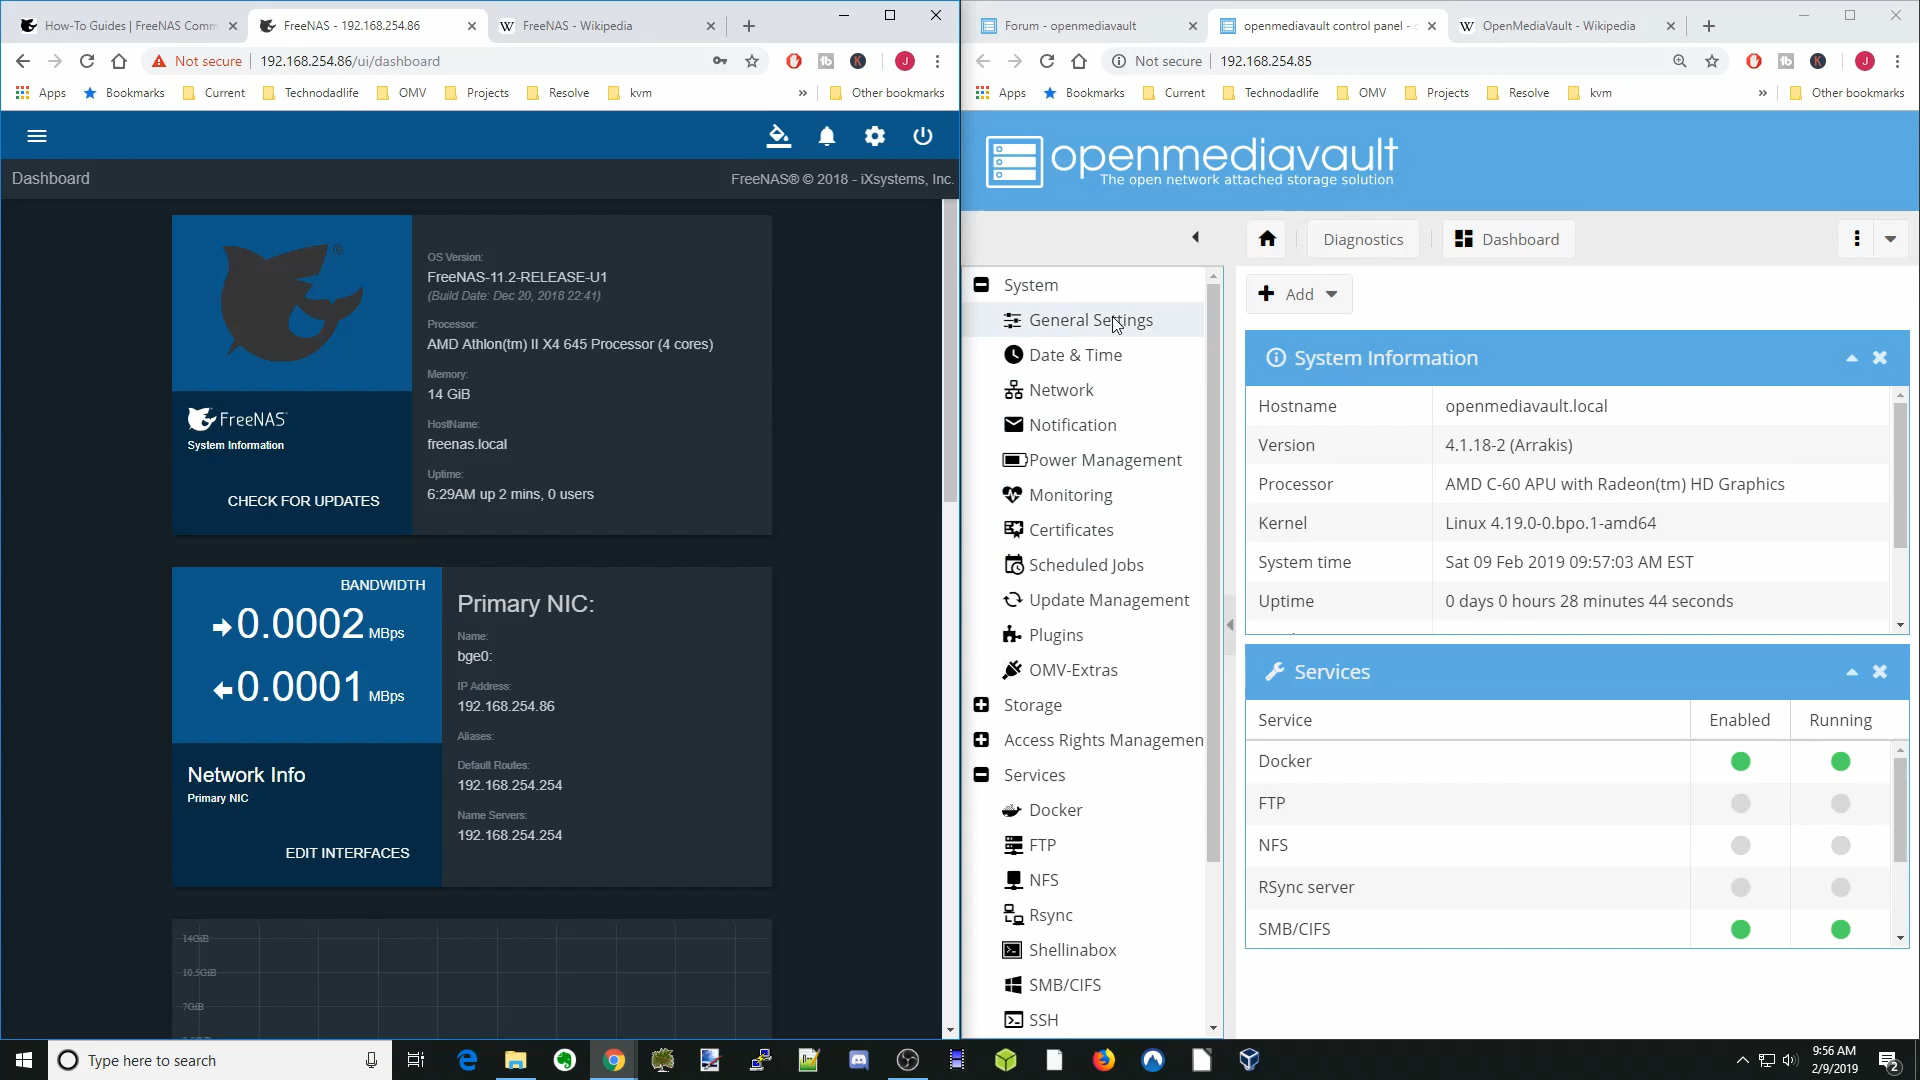 How-To Guides | FreeNAS Comm
FreeNAS - 192.168.254.86
FreeNAS - Wikipedia
Not secure
192.168.254.86/ui/dashboard
Apps
Bookmarks
Current
Technodadlife
OMV
Projects
Resolve
kvm
»
Other bookmarks
Dashboard
FreeNAS® © 2018 - iXsystems, Inc.
FreeNAS
System Information
CHECK FOR UPDATES
OS Version:
FreeNAS-11.2-RELEASE-U1
(Build Date: Dec 20, 2018 22:41)
Processor:
AMD Athlon(tm) II X4 645 Processor (4 cores)
Memory:
14 GiB
HostName:
freenas.local
Uptime:
6:29AM up 2 mins, 0 users
BANDWIDTH
0.0002 MBps
0.0001 MBps
Network Info
Primary NIC
EDIT INTERFACES
Primary NIC:
Name:
bge0:
IP Address:
192.168.254.86
Aliases:
Default Routes:
192.168.254.254
Name Servers:
192.168.254.254
14GiB
10.5GiB
7GiB
Forum - openmediavault
openmediavault control panel - o
OpenMediaVault - Wikipedia
Not secure
192.168.254.85
Apps
Bookmarks
Current
Technodadlife
OMV
Projects
Resolve
kvm
»
Other bookmarks
openmediavault
The open network attached storage solution
Diagnostics
Dashboard
System
General Settings
Date & Time
Network
Notification
Power Management
Monitoring
Certificates
Scheduled Jobs
Update Management
Plugins
OMV-Extras
Storage
Access Rights Managemen
Services
Docker
FTP
NFS
Rsync
Shellinabox
SMB/CIFS
SSH
Add
System Information
Hostname openmediavault.local
Version 4.1.18-2 (Arrakis)
Processor AMD C-60 APU with Radeon(tm) HD Graphics
Kernel Linux 4.19.0-0.bpo.1-amd64
System time Sat 09 Feb 2019 09:57:03 AM EST
Uptime 0 days 0 hours 28 minutes 44 seconds
Services
Service Enabled Running
Docker
FTP
NFS
RSync server
SMB/CIFS
Type here to search
9:56 AM
2/9/2019
2